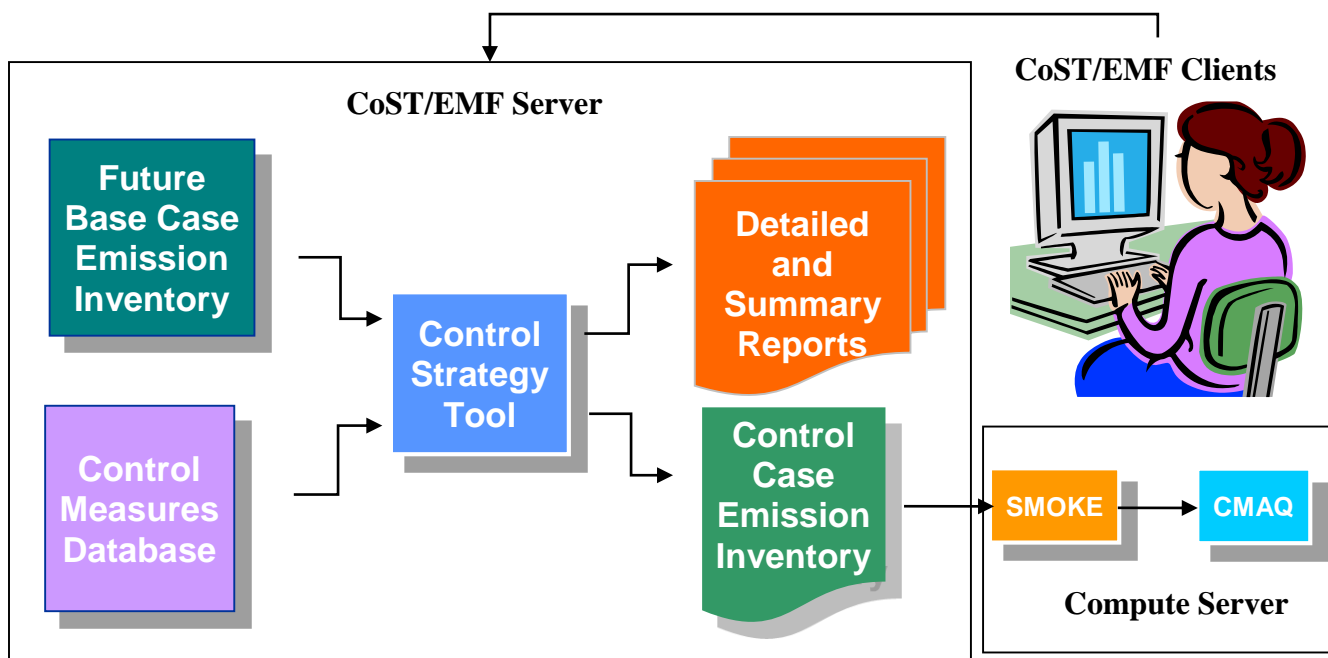 CoST/EMF Clients
CoST/EMF Server
Future
Base Case
Emission
Inventory
Control
Measures
Database
Control
Strategy
Tool
Detailed
and
Summary
Reports
Control
Case
Emission
Inventory
SMOKE
CMAQ
Compute Server